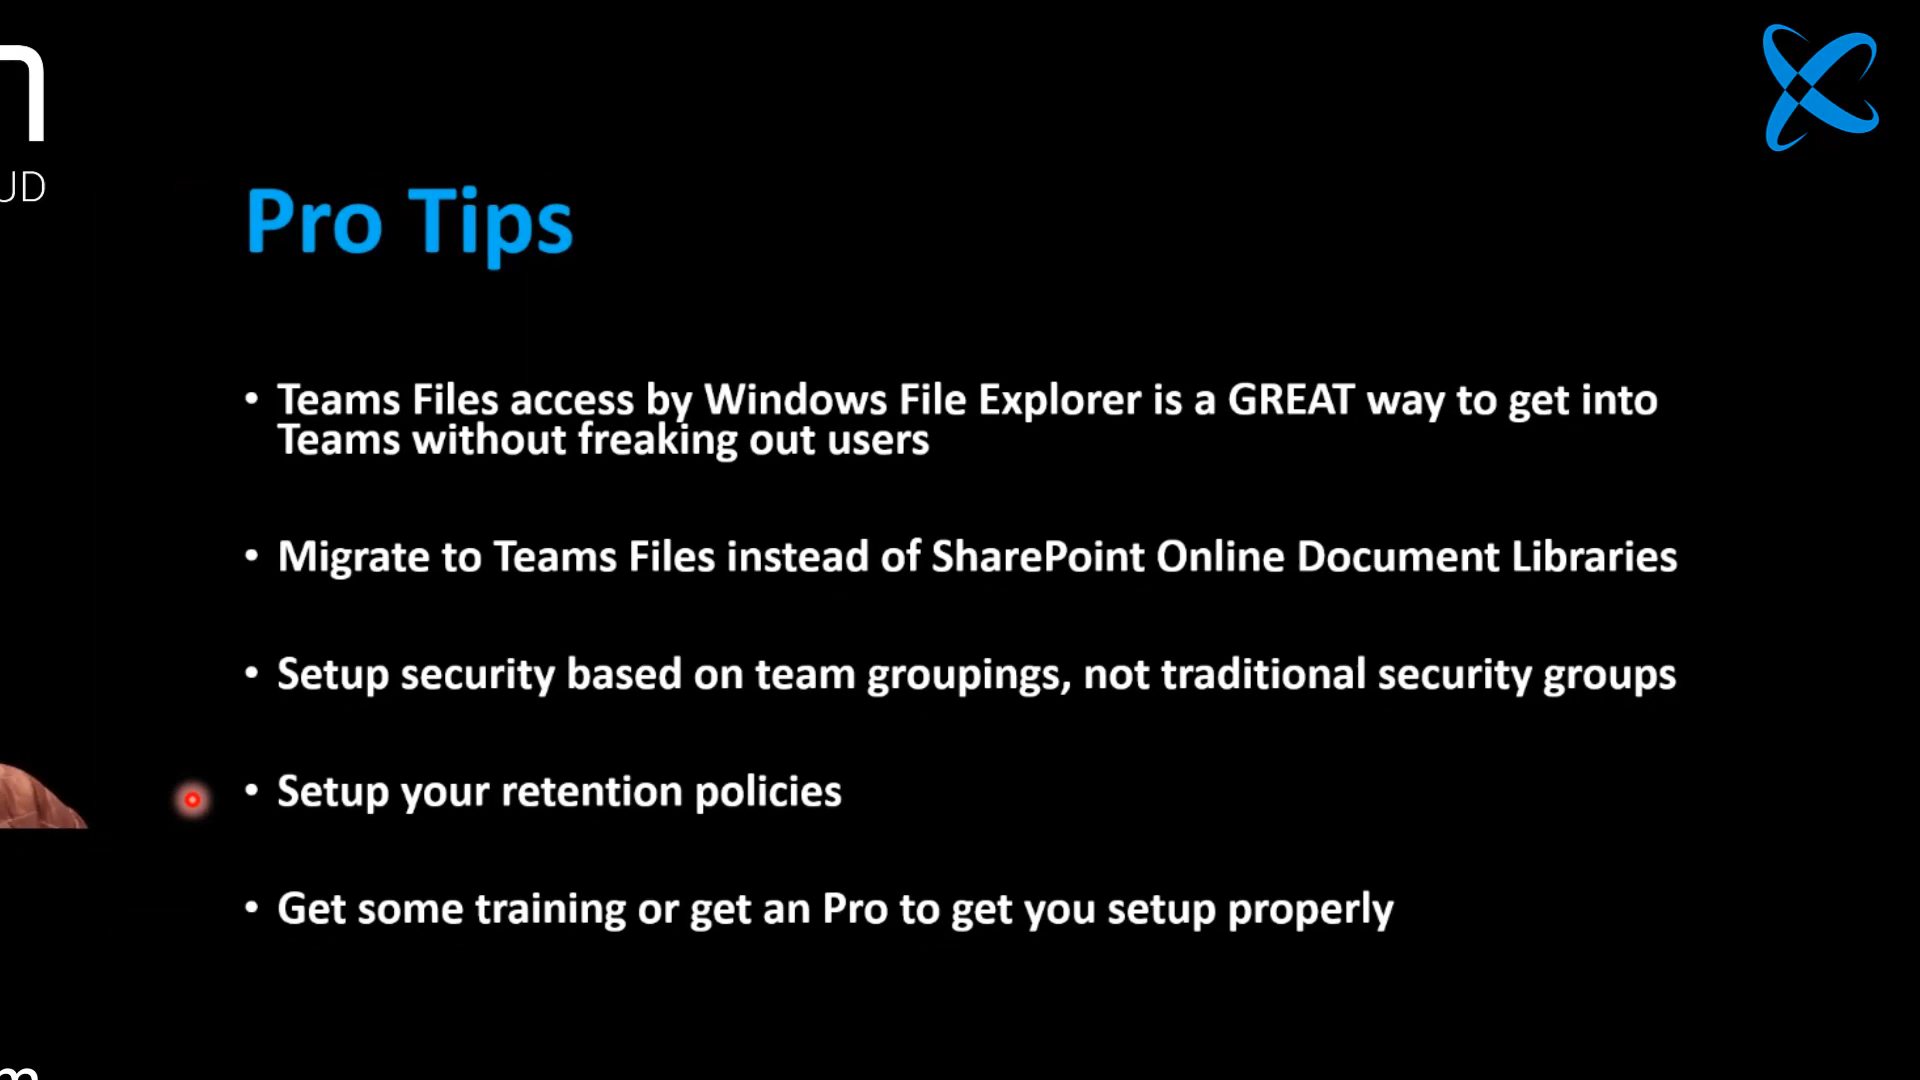 Pro Tips
• Teams Files access by Windows File Explorer is a GREAT way to get into
Teams without freaking out users
• Migrate to Teams Files instead of SharePoint Online Document Libraries
• Setup security based on team groupings, not traditional security groups
• Setup your retention policies
• Get some training or get an Pro to get you setup properly